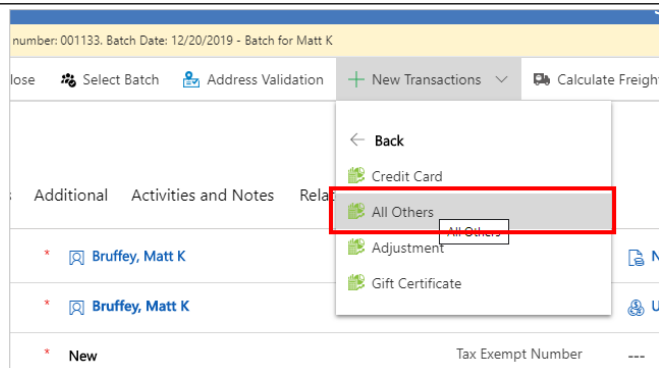 number: 001133. Batch Date: 12/20/2019 - Batch for Matt K
lose Select Batch Address Validation New Transactions Calculate Freigh
Back
Credit Card
Additional Activities and Notes Rela
All Others
All Others
Adjustment
Gift Certificate
* Bruffey, Matt K N
* Bruffey, Matt K U
* New Tax Exempt Number ---